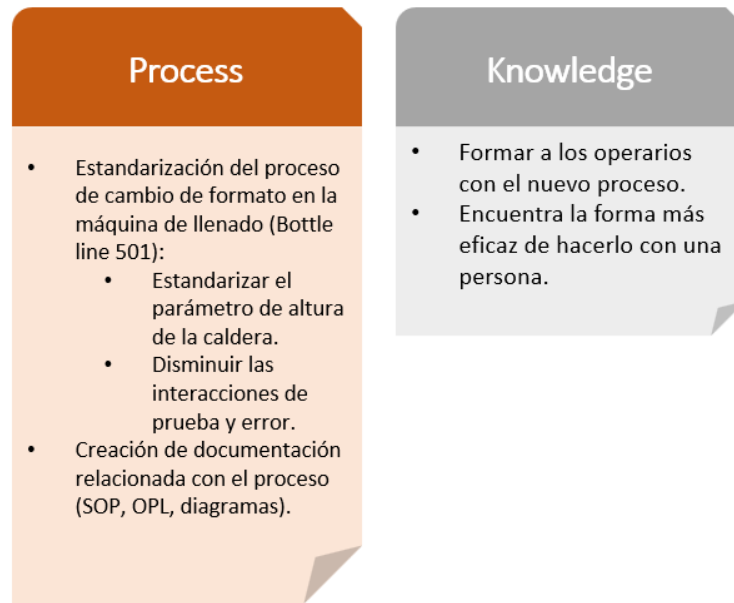 Process
• Estandarización del proceso
de cambio de formato en la
máquina de llenado (Bottle
line 501):
• Estandarizar el
parámetro de altura
de la caldera.
• Disminuir las
interacciones de
prueba y error.
• Creación de documentación
relacionada con el proceso
(SOP, OPL, diagramas).
Knowledge
• Formar a los operarios
con el nuevo proceso.
• Encuentra la forma más
eficaz de hacerlo con una
persona.